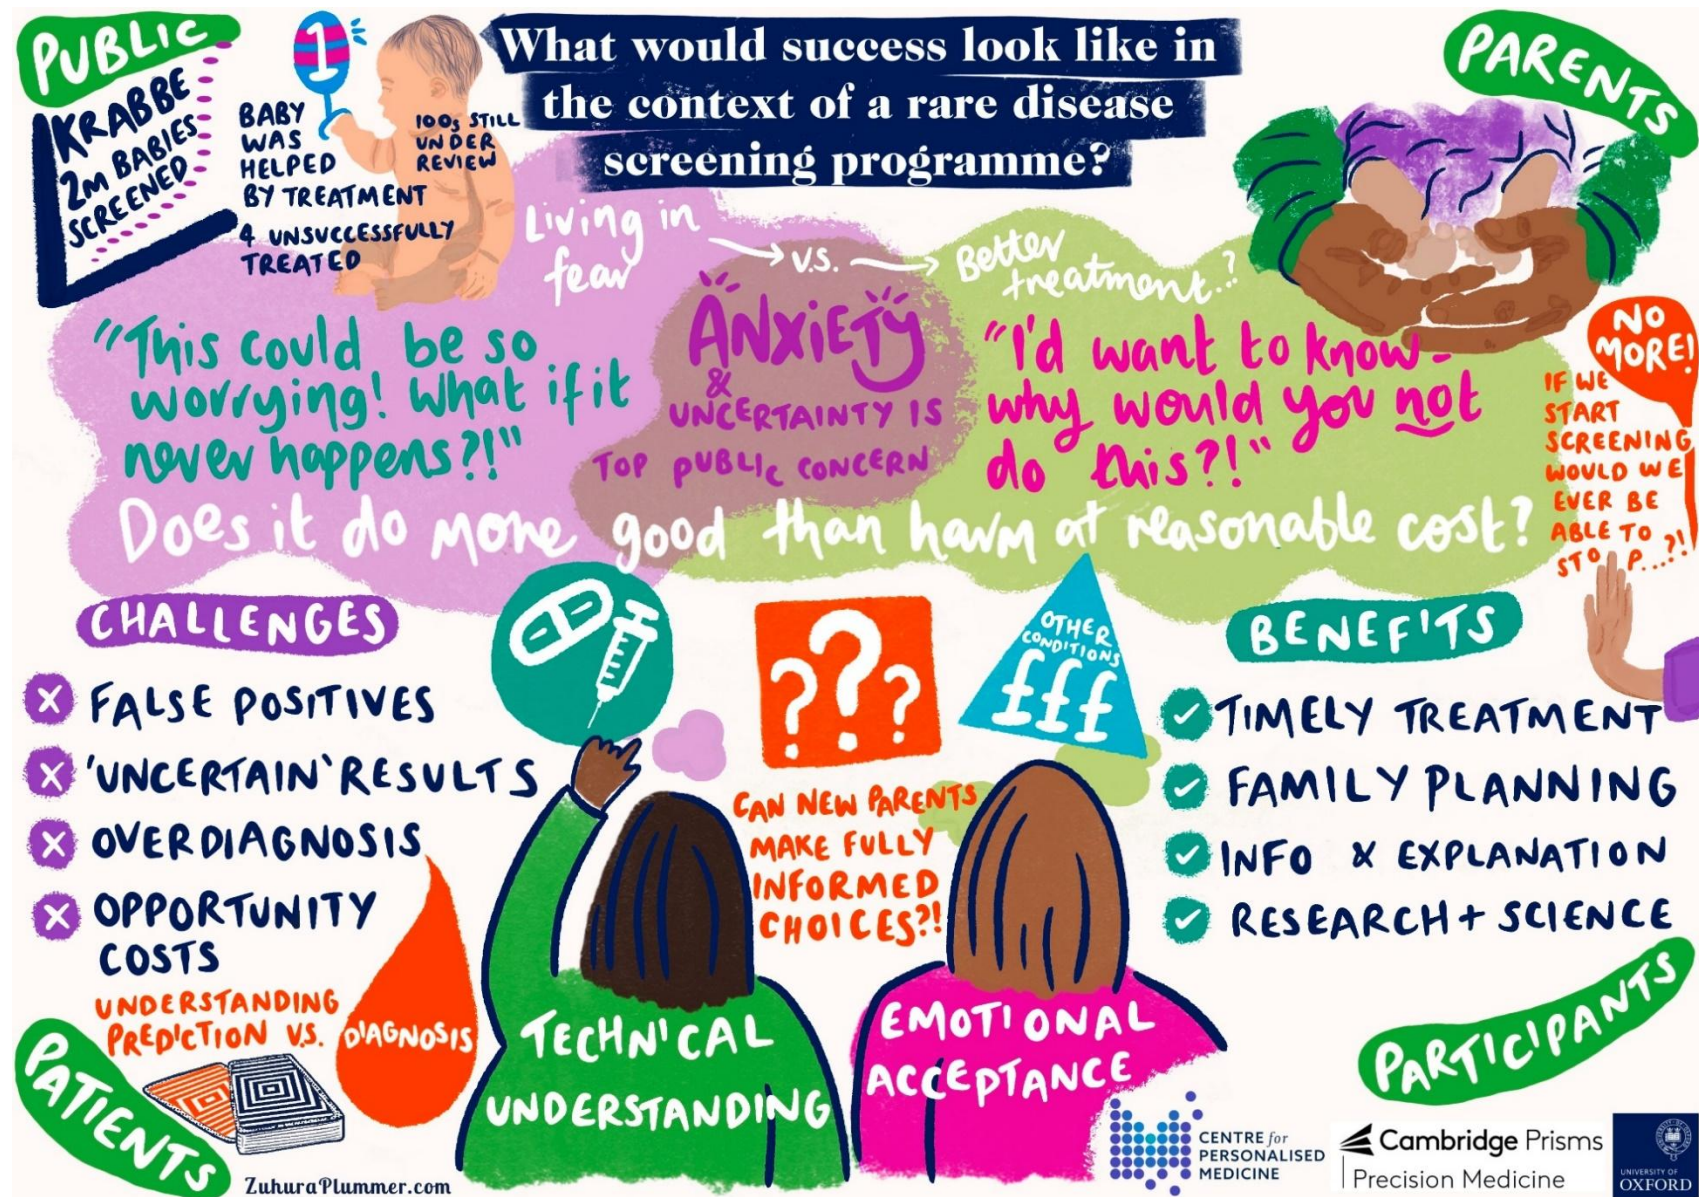 PUBLIC
KRABBE
2M BABIES
SCREENED
1
BABY
WAS
HELPED
BY TREATMENT
4 UNSUCCESSFULLY
TREATED
100s STILL
UNDER
REVIEW
What would success look like in
the context of a rare disease
screening programme?
PARENTS
Living in
fear
v.s.
Better
treatment..?
"This could be so
worrying! What if it
never happens?!"
ANXIETY
&
UNCERTAINTY IS
TOP PUBLIC CONCERN
"I'd want to know-
why would you not
do this?!"
NO
MORE!
IF WE
START
SCREENING
WOULD WE
EVER BE
ABLE TO
STOP...?!
Does it do more good than harm at reasonable cost?
CHALLENGES
X FALSE POSITIVES
X 'UNCERTAIN' RESULTS
X OVERDIAGNOSIS
X OPPORTUNITY
COSTS
UNDERSTANDING
PREDICTION V.S. DIAGNOSIS
???
OTHER
CONDITIONS
£££
CAN NEW PARENTS
MAKE FULLY
INFORMED
CHOICES?!
BENEFITS
✓ TIMELY TREATMENT
✓ FAMILY PLANNING
✓ INFO & EXPLANATION
✓ RESEARCH + SCIENCE
TECHNICAL
UNDERSTANDING
EMOTIONAL
ACCEPTANCE
PATIENTS
PARTICIPANTS
ZuhuraPlummer.com
CENTRE for
PERSONALISED
MEDICINE
Cambridge Prisms
Precision Medicine
UNIVERSITY OF
OXFORD